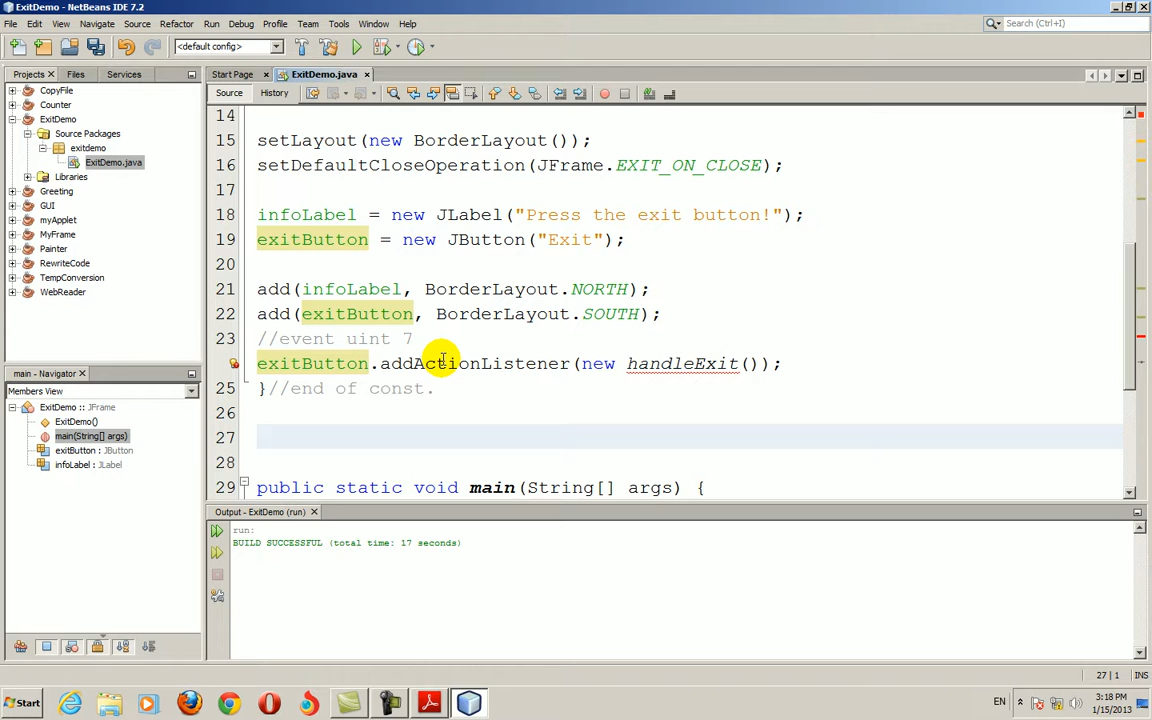 ExitDemo - NetBeans IDE 7.2
File Edit View Navigate Source Refactor Run Debug Profile Team Tools Window Help
<default config>
Search (Ctrl+I)
Projects Files Services
Start Page ExitDemo.java
Source History
CopyFile
Counter
ExitDemo
Source Packages
exitdemo
ExitDemo.java
Libraries
Greeting
GUI
myApplet
MyFrame
Painter
RewriteCode
TempConversion
WebReader
14
15 setLayout(new BorderLayout());
16 setDefaultCloseOperation(JFrame.EXIT_ON_CLOSE);
17
18 infoLabel = new JLabel("Press the exit button!");
19 exitButton = new JButton("Exit");
20
21 add(infoLabel, BorderLayout.NORTH);
22 add(exitButton, BorderLayout.SOUTH);
23 //event uint 7
exitButton.addActionListener(new handleExit());
25 }//end of const.
26
27
28
29 public static void main(String[] args) {
main - Navigator
Members View
ExitDemo :: JFrame
ExitDemo()
main(String[] args)
exitButton : JButton
infoLabel : JLabel
Output - ExitDemo (run)
run:
BUILD SUCCESSFUL (total time: 17 seconds)
27 | 1 INS
Start
EN
3:18 PM
1/15/2013